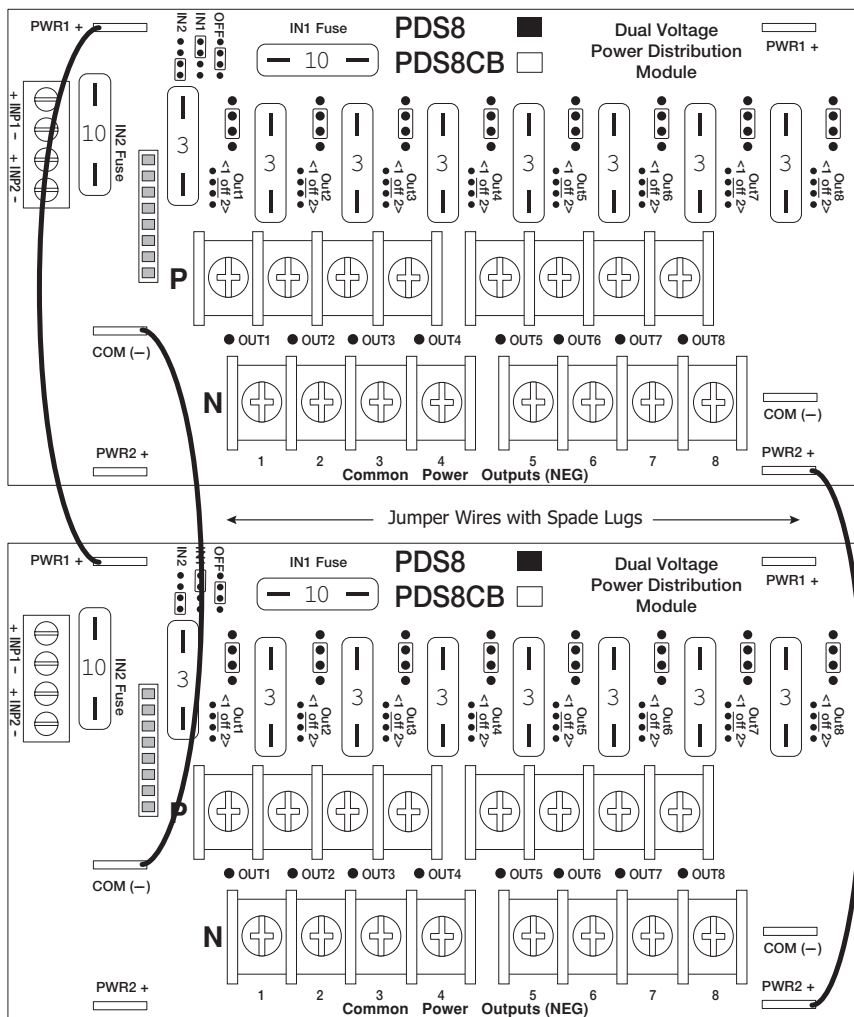 PWR1 +
IN2
IN1
OFF
IN1 Fuse
PDS8
PDS8CB
Dual Voltage
Power Distribution
Module
PWR1 +
+ INP1 -
+ INP2 -
10
IN2 Fuse
10
3
3
3
3
3
3
3
3
Out1
<1 off 2>
Out2
<1 off 2>
Out3
<1 off 2>
Out4
<1 off 2>
Out5
<1 off 2>
Out6
<1 off 2>
Out7
<1 off 2>
Out8
<1 off 2>
P
COM (—)
OUT1 OUT2 OUT3 OUT4 OUT5 OUT6 OUT7 OUT8
N
COM (—)
PWR2 +
PWR2 +
1 2 3 4 5 6 7 8
Common Power Outputs (NEG)
Jumper Wires with Spade Lugs
PWR1 +
IN2
IN1
OFF
IN1 Fuse
PDS8
PDS8CB
Dual Voltage
Power Distribution
Module
PWR1 +
+ INP1 -
+ INP2 -
10
IN2 Fuse
10
3
3
3
3
3
3
3
3
Out1
<1 off 2>
Out2
<1 off 2>
Out3
<1 off 2>
Out4
<1 off 2>
Out5
<1 off 2>
Out6
<1 off 2>
Out7
<1 off 2>
Out8
<1 off 2>
P
COM (—)
OUT1 OUT2 OUT3 OUT4 OUT5 OUT6 OUT7 OUT8
N
COM (—)
PWR2 +
PWR2 +
1 2 3 4 5 6 7 8
Common Power Outputs (NEG)